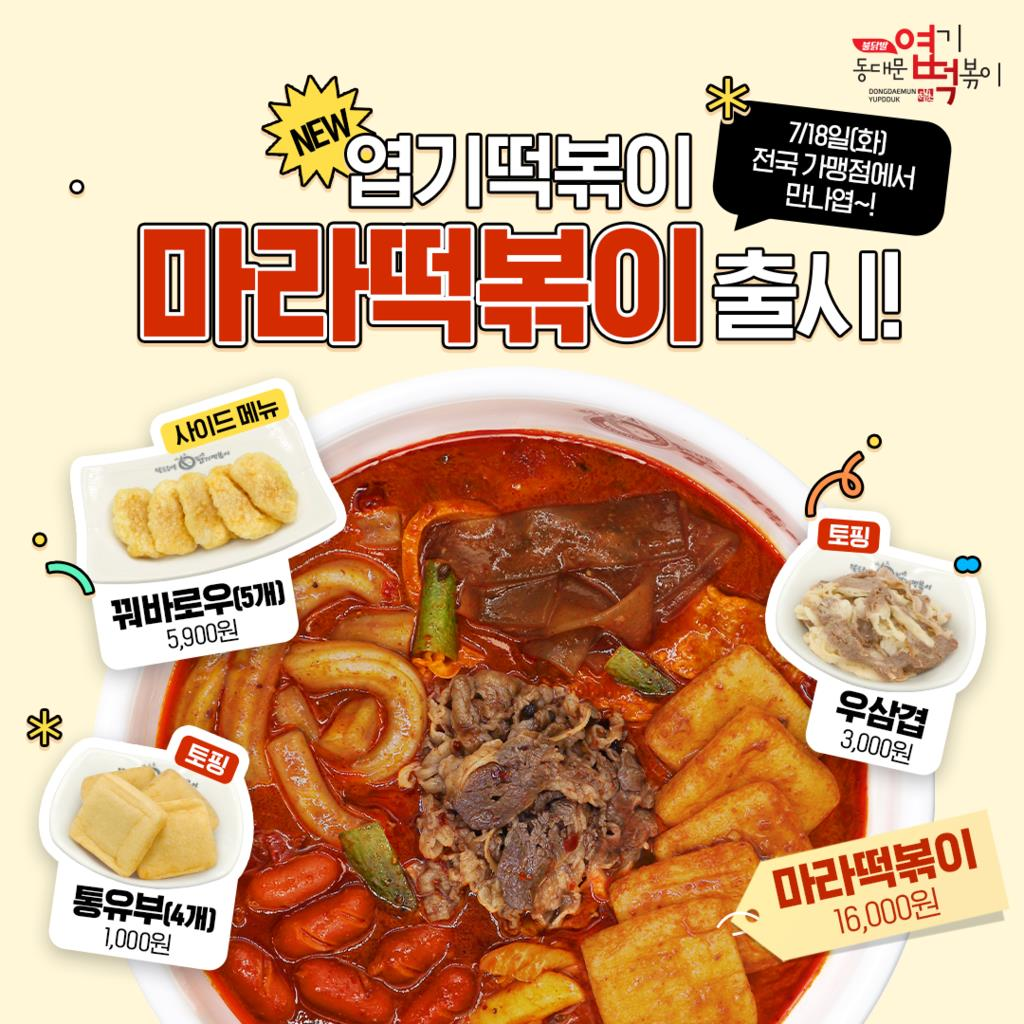 불닭발
엽기
동대문 떡볶이
DONGDAEMUN
YUPDDUK
NEW
엽기떡볶이
7/18일(화)
전국 가맹점에서
만나엽~!
마라떡볶이 출시!
사이드 메뉴
꿔바로우(5개)
5,900원
토핑
우삼겹
3,000원
토핑
통유부(4개)
1,000원
마라떡볶이
16,000원